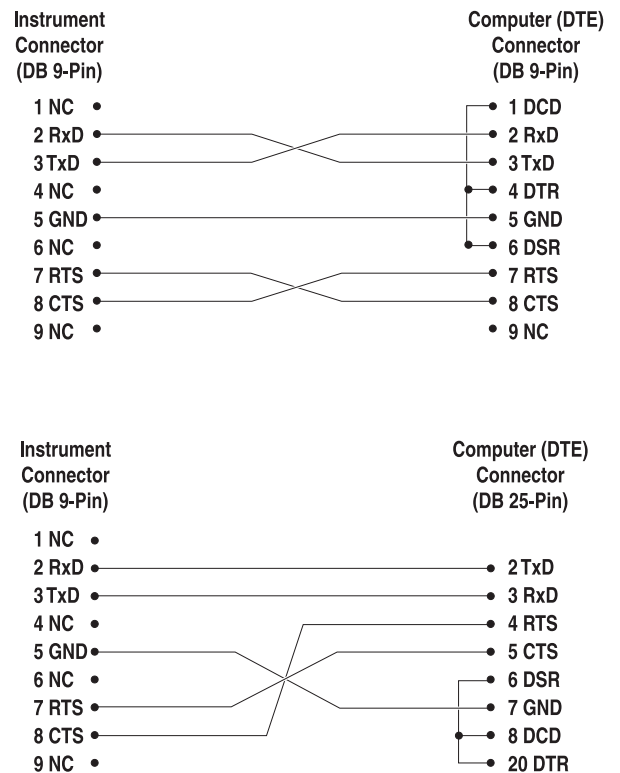 Instrument
Connector
(DB 9-Pin)
Computer (DTE)
Connector
(DB 9-Pin)
1 NC
1 DCD
2 RxD
2 RxD
3 TxD
3 TxD
4 NC
4 DTR
5 GND
5 GND
6 NC
6 DSR
7 RTS
7 RTS
8 CTS
8 CTS
9 NC
9 NC
Instrument
Connector
(DB 9-Pin)
Computer (DTE)
Connector
(DB 25-Pin)
1 NC
2 RxD
2 TxD
3 TxD
3 RxD
4 NC
4 RTS
5 GND
5 CTS
6 NC
6 DSR
7 RTS
7 GND
8 CTS
8 DCD
9 NC
20 DTR